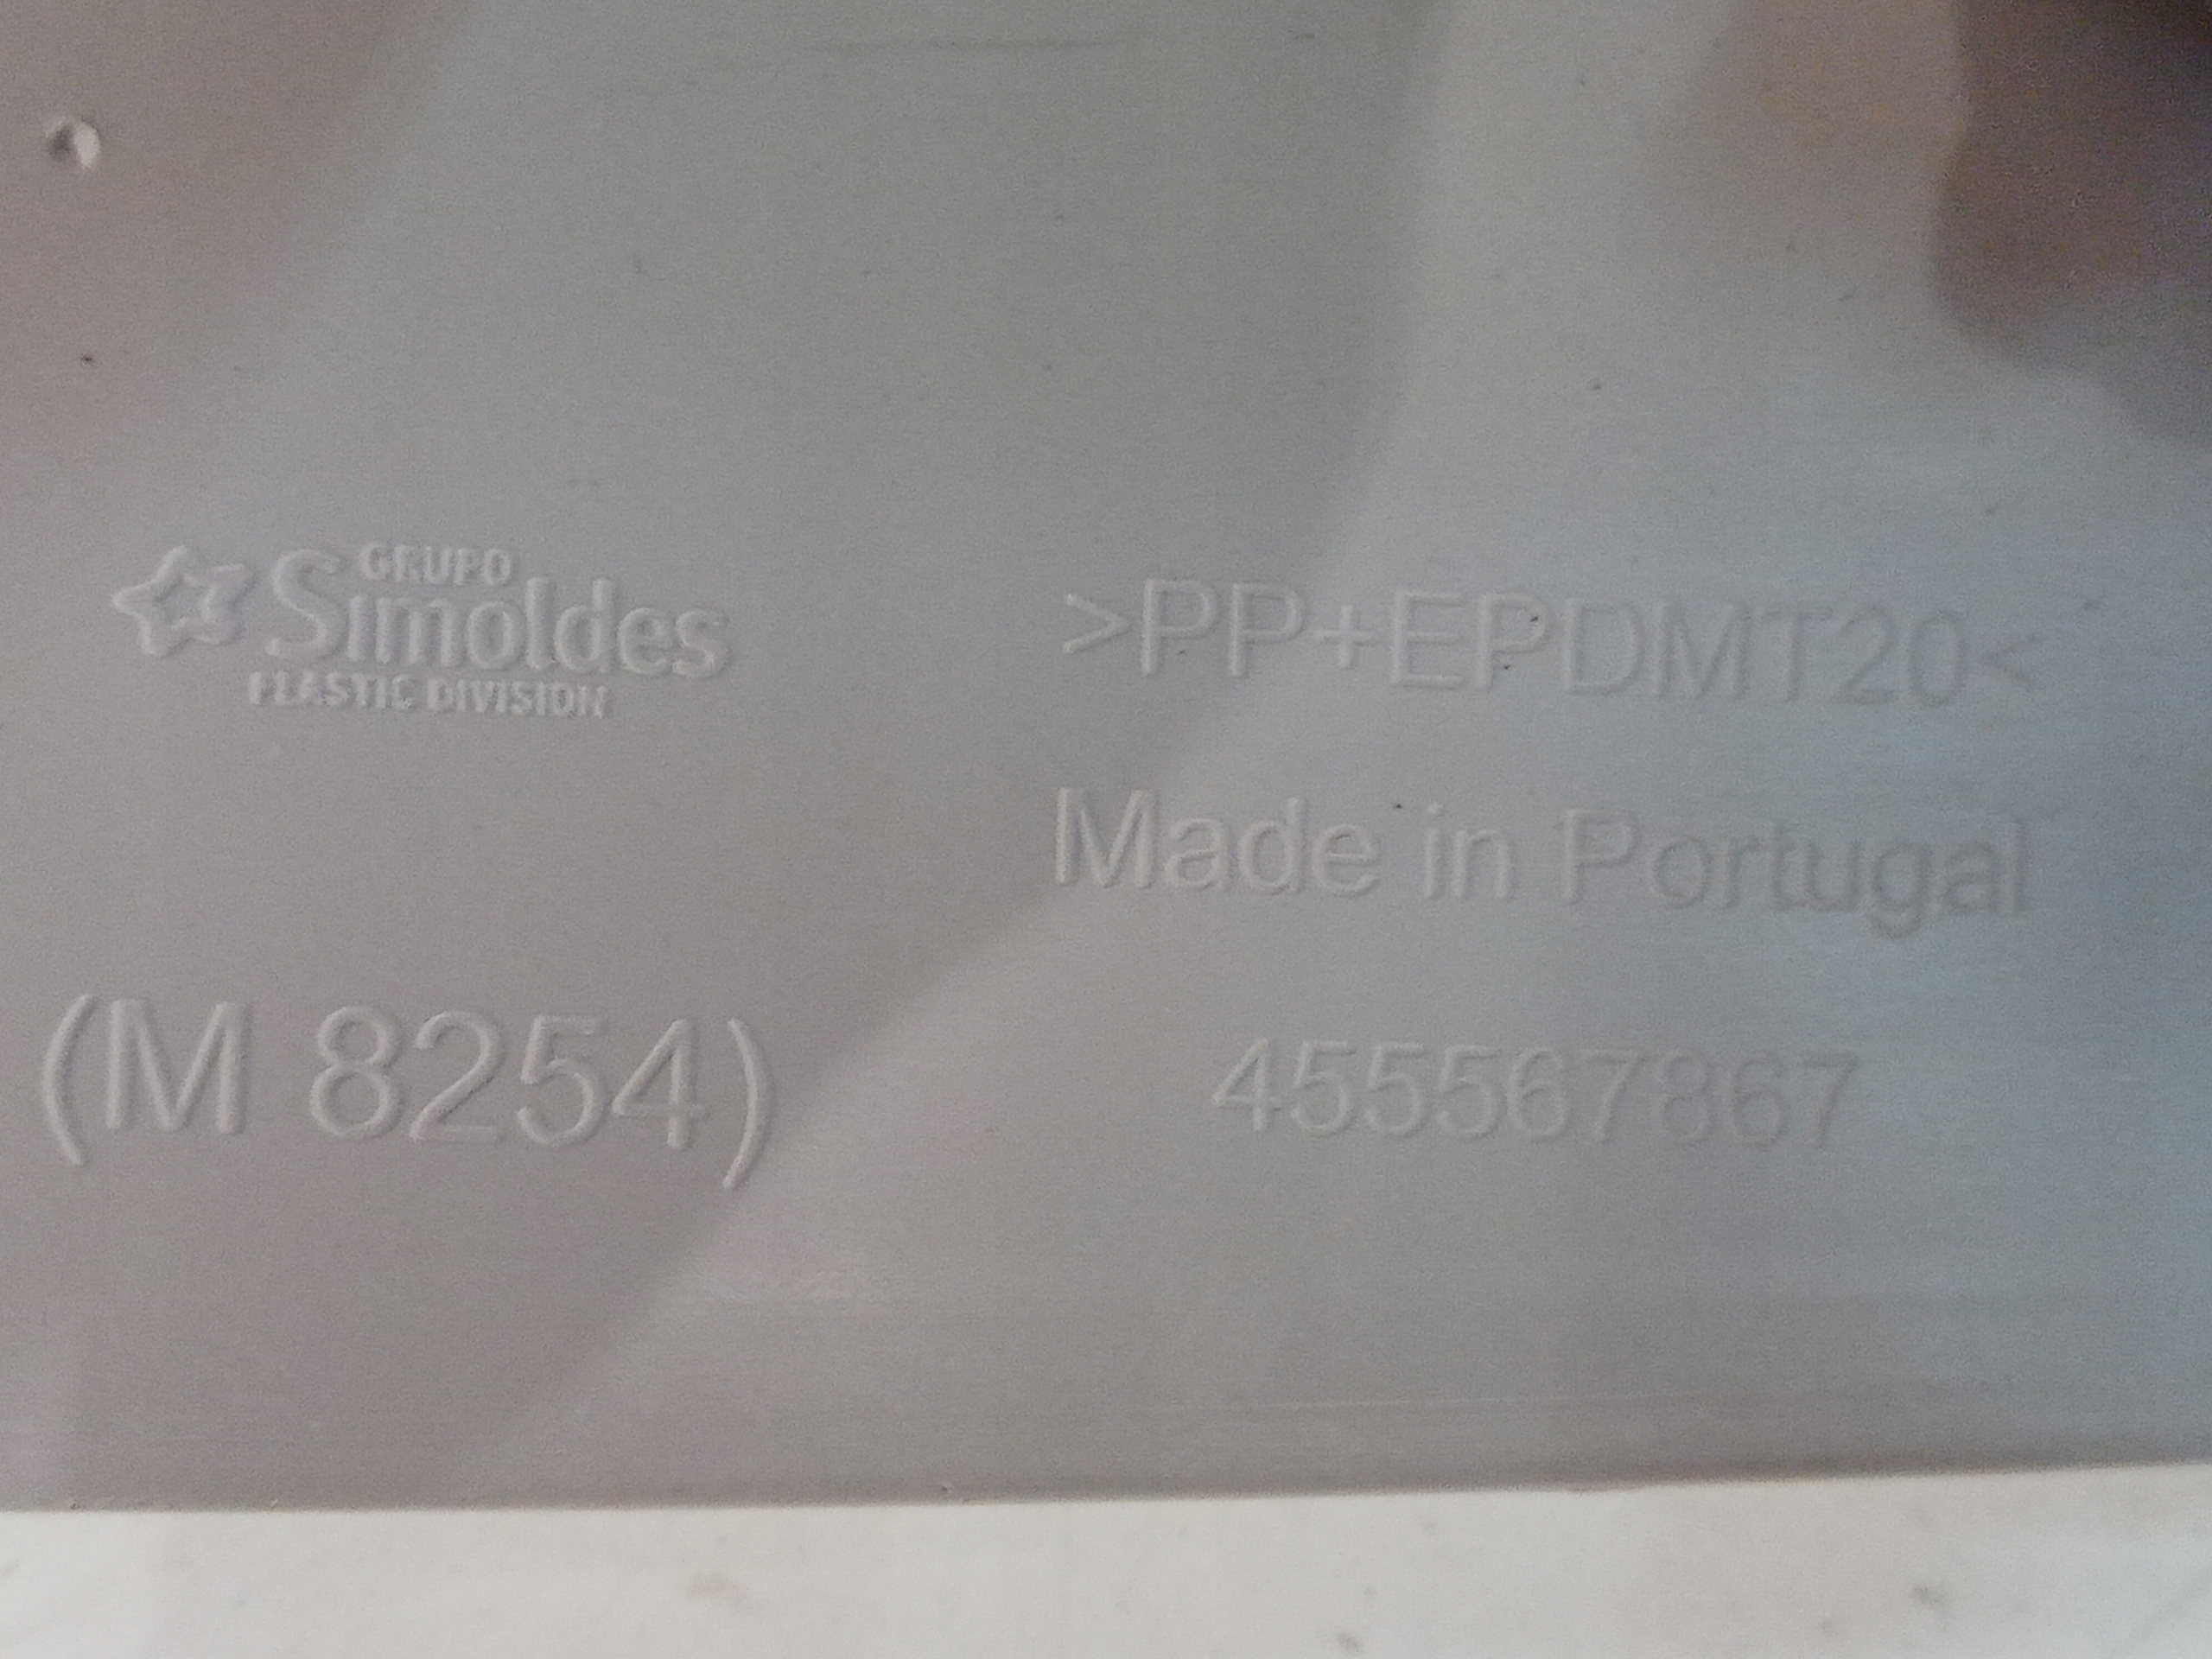 GRUPO
Simoldes
PLASTIC DIVISION
>PP+EPDMT20<
Made in Portugal
(M 8254)
455567867